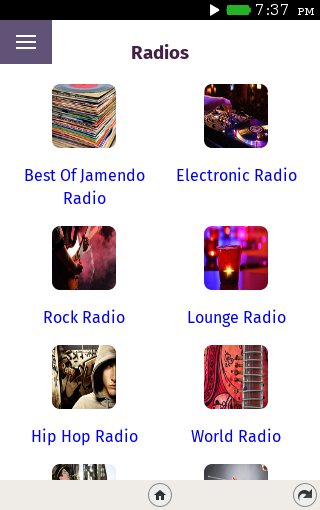 7:37 PM
Radios
Best Of Jamendo
Radio
Electronic Radio
Rock Radio
Lounge Radio
Hip Hop Radio
World Radio